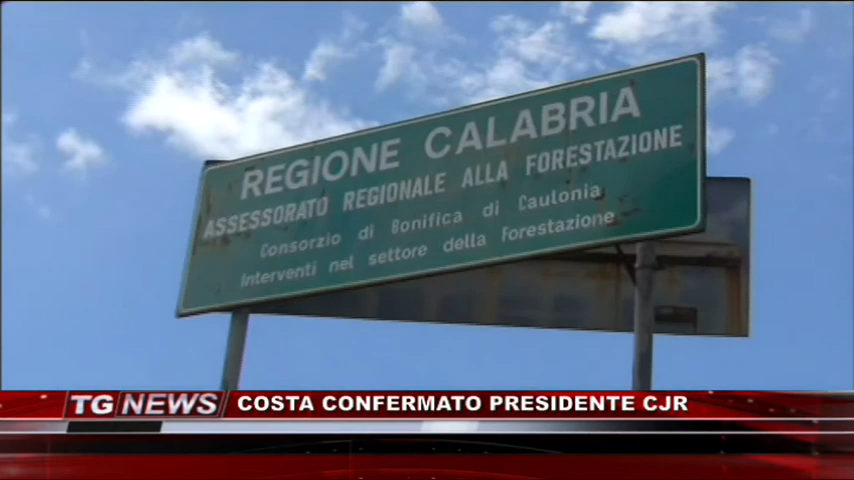 REGIONE CALABRIA
ASSESSORATO REGIONALE ALLA FORESTAZIONE
Consorzio di Bonifica di Caulonia
Interventi nel settore della Forestazione
TG NEWS COSTA CONFERMATO PRESIDENTE CJR